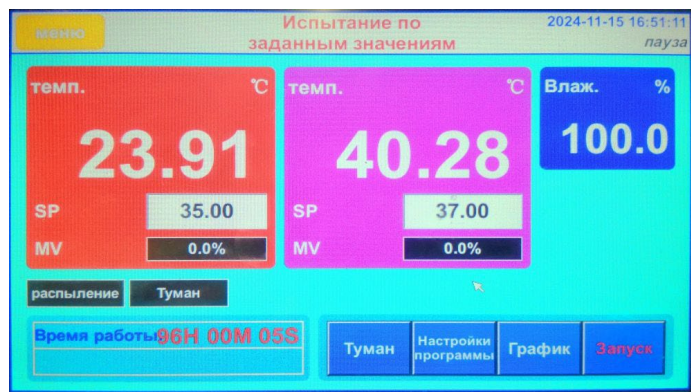 меню
Испытание по
заданным значениям
2024-11-15 16:51:11
пауза
темп. °C
23.91
SP 35.00
MV 0.0%
темп. °C
40.28
SP 37.00
MV 0.0%
Влаж. %
100.0
распыление Туман
Время работы 96H 00M 05S
Туман
Настройки
программы
График
Запуск